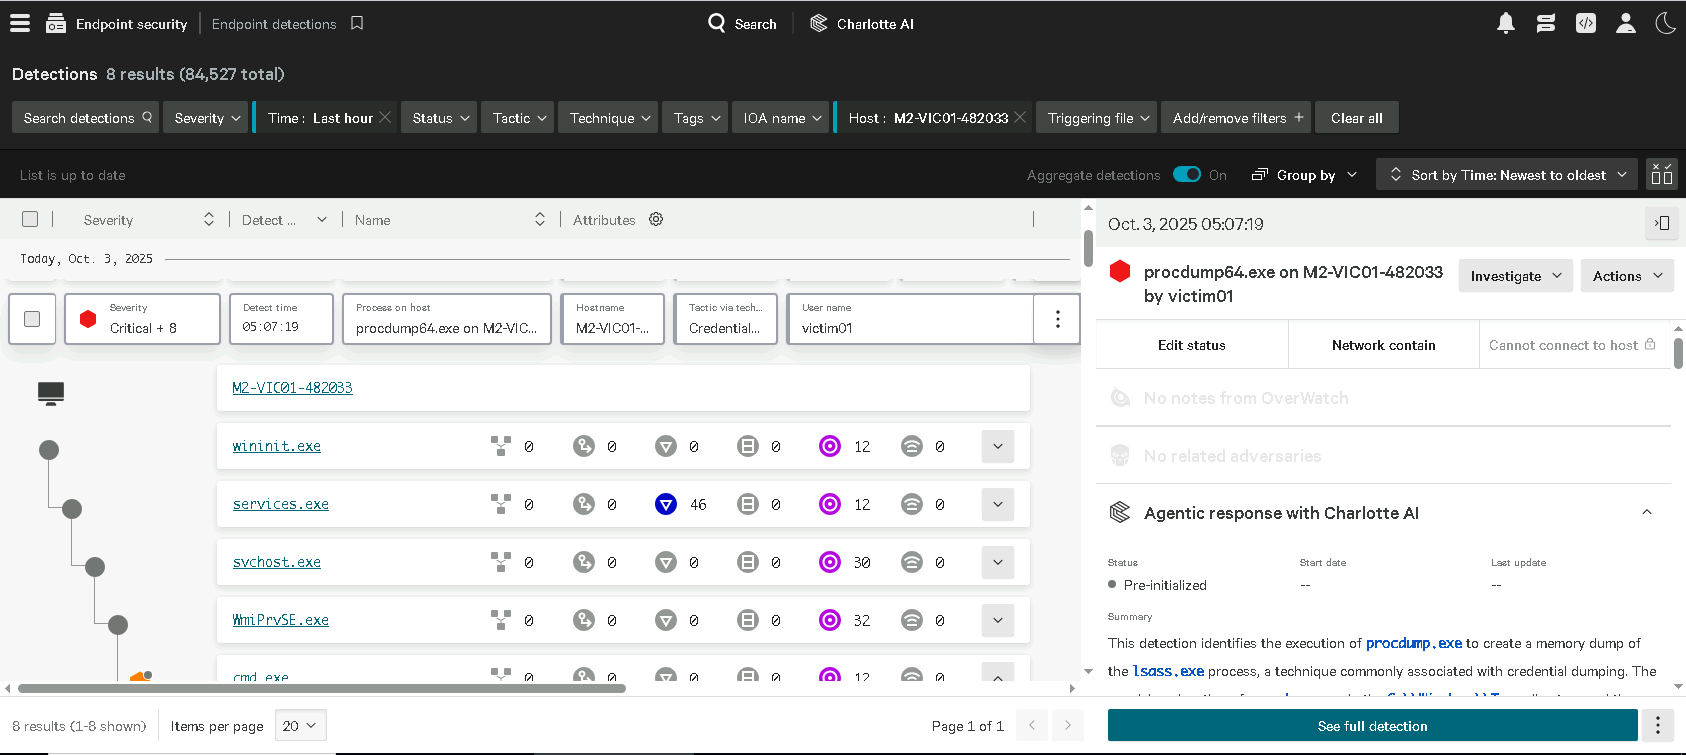 Endpoint security
Endpoint detections
Search
Charlotte AI
Detections 8 results (84,527 total)
Search detections
Severity
Time : Last hour
Status
Tactic
Technique
Tags
IOA name
Host : M2-VIC01-482033
Triggering file
Add/remove filters +
Clear all
List is up to date
Aggregate detections On
Group by
Sort by Time: Newest to oldest
Severity
Detect ...
Name
Attributes
Today, Oct. 3, 2025
Severity
Critical + 8
Detect time
05:07:19
Process on host
procdump64.exe on M2-VIC...
Hostname
M2-VIC01-...
Tactic via tech...
Credential...
User name
victim01
M2-VIC01-482033
wininit.exe 0 0 0 0 12 0
services.exe 0 0 46 0 12 0
svchost.exe 0 0 0 0 30 0
WmiPrvSE.exe 0 0 0 0 32 0
cmd.exe 0 0 0 0 12 0
8 results (1-8 shown)
Items per page 20
Page 1 of 1
Oct. 3, 2025 05:07:19
procdump64.exe on M2-VIC01-482033
by victim01
Investigate
Actions
Edit status
Network contain
Cannot connect to host
No notes from OverWatch
No related adversaries
Agentic response with Charlotte AI
Status
Pre-initialized
Start date
--
Last update
--
Summary
This detection identifies the execution of procdump.exe to create a memory dump of
the lsass.exe process, a technique commonly associated with credential dumping. The
See full detection